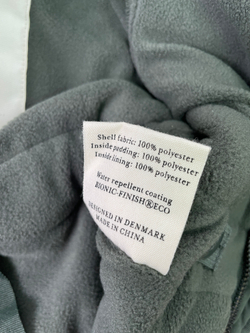 Shell fabric: 100% polyester
Inside padding: 100% polyester
Inside lining: 100% polyester
Water repellent coating
BIONIC-FINISH®ECO
DESIGNED IN DENMARK
MADE IN CHINA